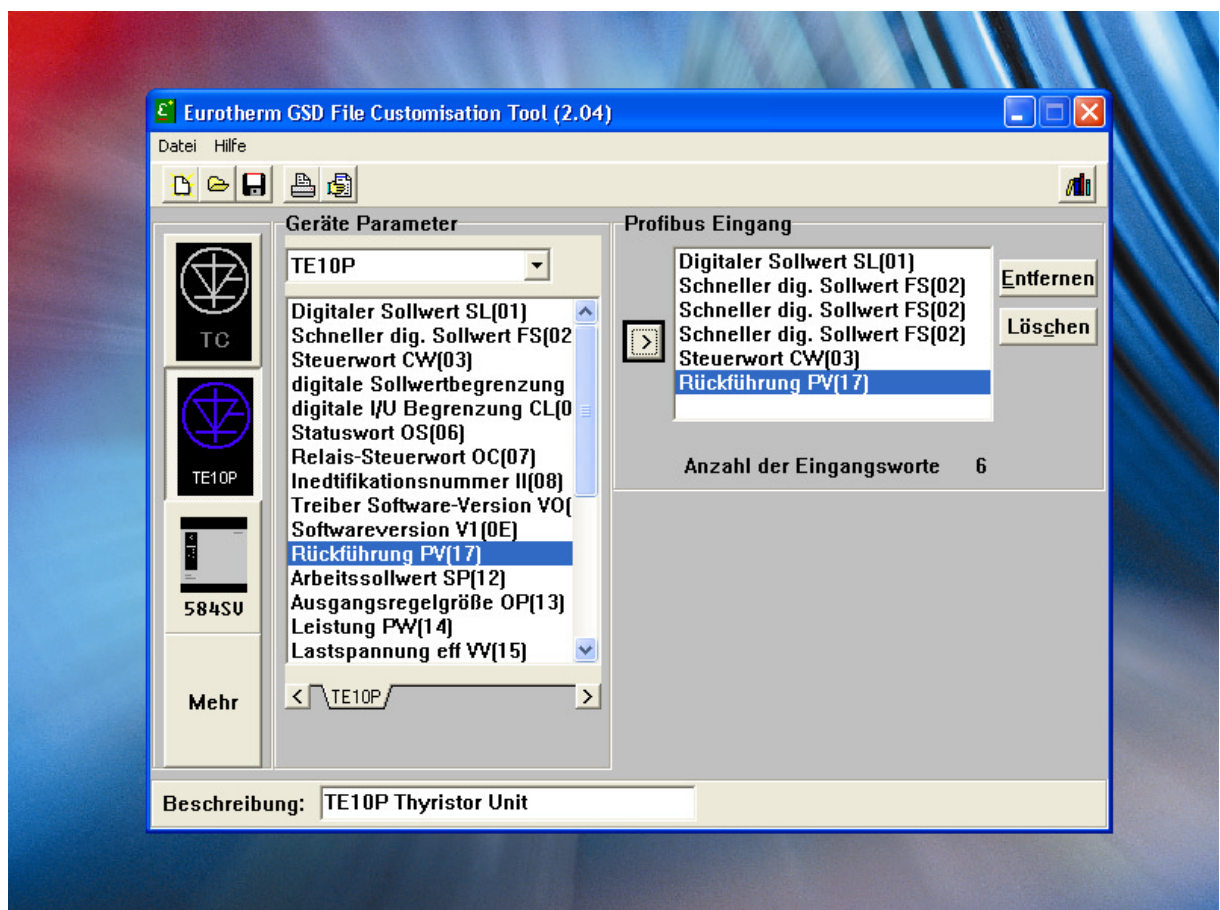 Eurotherm GSD File Customisation Tool (2.04)
Datei Hilfe
Geräte Parameter
TE10P
Digitaler Sollwert SL(01)
Schneller dig. Sollwert FS(02
Steuerwort CW(03)
digitale Sollwertbegrenzung
digitale I/U Begrenzung CL(0
Statuswort OS(06)
Relais-Steuerwort OC(07)
Inedtifikationsnummer II(08)
Treiber Software-Version VO(
Softwareversion V1(0E)
Rückführung PV(17)
Arbeitssollwert SP(12)
Ausgangsregelgröße OP(13)
Leistung PW(14)
Lastspannung eff VV(15)
< TE10P >
Profibus Eingang
>
Digitaler Sollwert SL(01)
Schneller dig. Sollwert FS(02)
Schneller dig. Sollwert FS(02)
Schneller dig. Sollwert FS(02)
Steuerwort CW(03)
Rückführung PV(17)
Entfernen
Löschen
Anzahl der Eingangsworte 6
TC
TE10P
584SV
Mehr
Beschreibung: TE10P Thyristor Unit